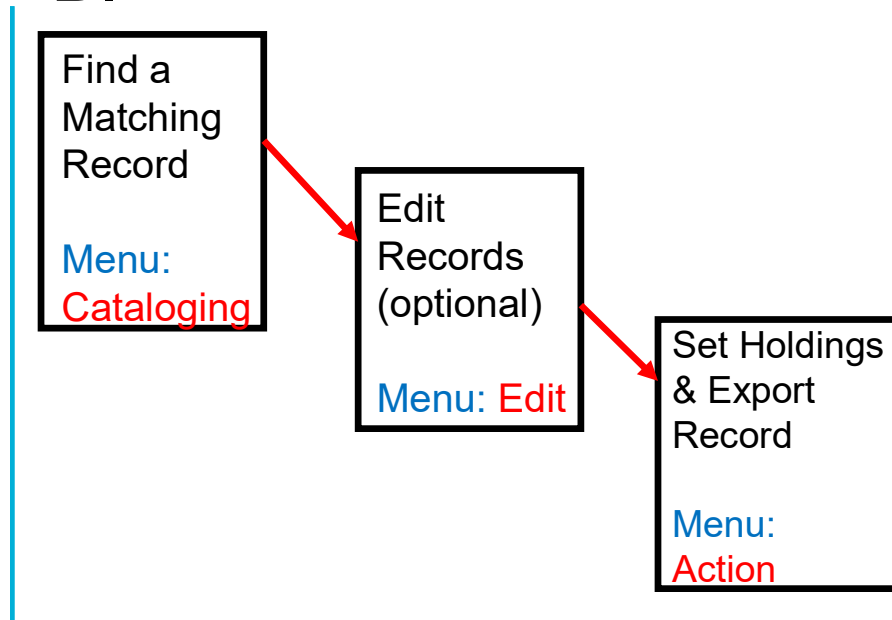 Find a
Matching
Record
Menu:
Cataloging
Edit
Records
(optional)
Menu: Edit
Set Holdings
& Export
Record
Menu:
Action